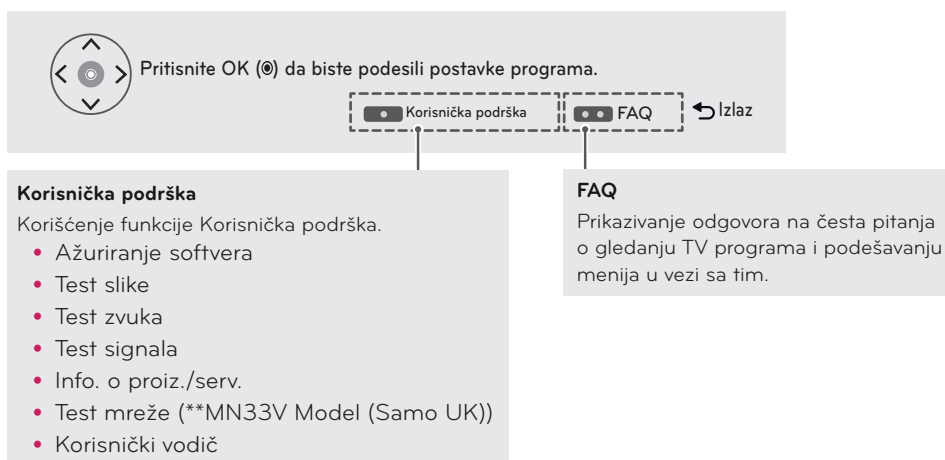 Pritisnite OK (◉) da biste podesili postavke programa.
Korisnička podrška FAQ Izlaz
Korisnička podrška
Korišćenje funkcije Korisnička podrška.
• Ažuriranje softvera
• Test slike
• Test zvuka
• Test signala
• Info. o proiz./serv.
• Test mreže (**MN33V Model (Samo UK))
• Korisnički vodič
FAQ
Prikazivanje odgovora na česta pitanja
o gledanju TV programa i podešavanju
menija u vezi sa tim.